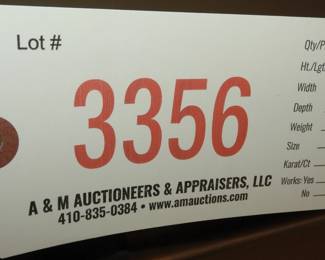 Lot #
3356
A & M AUCTIONEERS & APPRAISERS, LLC
410-835-0384 • www.amauctions.com
Qty/P
Ht./Lgt
Width
Depth
Weight
Size
Karat/Ct
Works: Yes
No